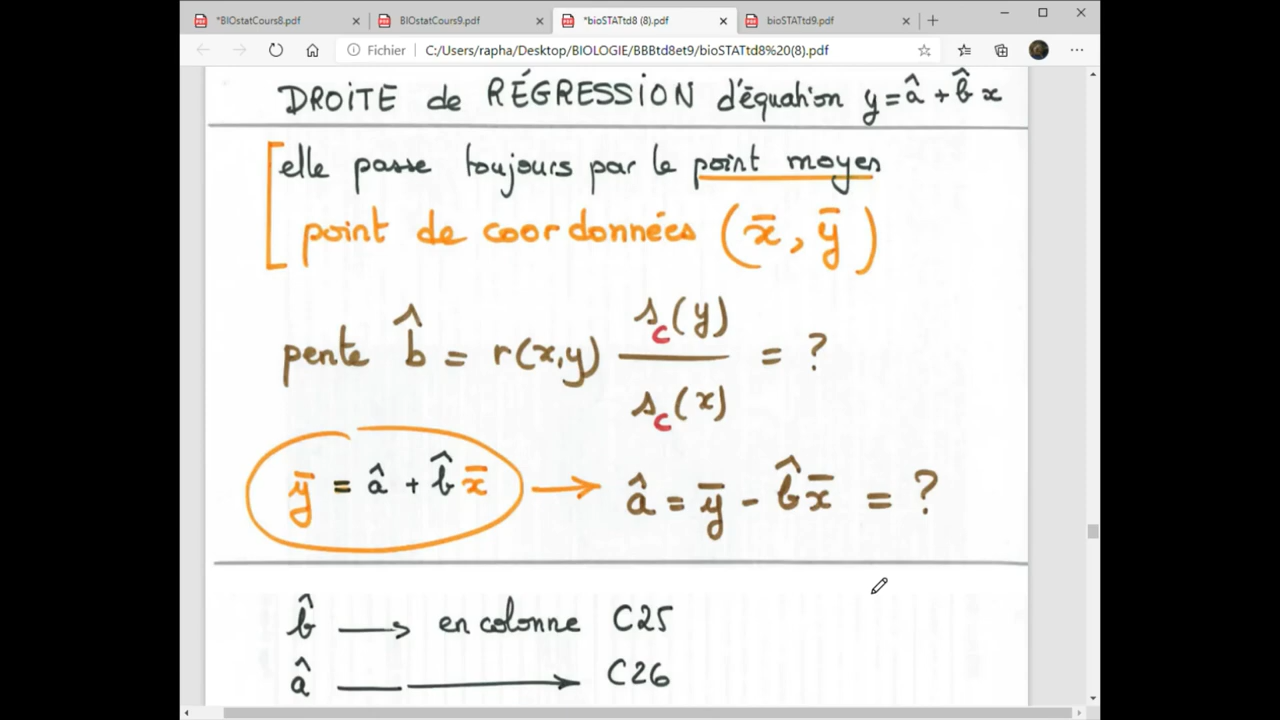 *BIOstatCours8.pdf
BIOstatCours9.pdf
*bioSTATtd8 (8).pdf
bioSTATtd9.pdf
Fichier
C:/Users/rapha/Desktop/BIOLOGIE/BBBtd8et9/bioSTATtd8%20(8).pdf
DROITE de RÉGRESSION d'équation y = â + b̂ x
elle passe toujours par le point moyen
point de coordonnées (x̄, ȳ)
pente b̂ = r(x,y) s_c(y) / s_c(x) = ?
ȳ = â + b̂ x̄ → â = ȳ - b̂ x̄ = ?
b̂ → en colonne C25
â → C26